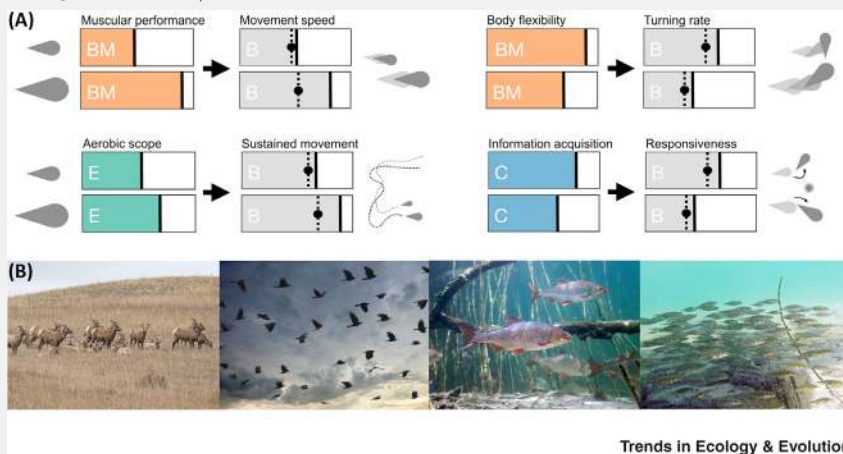 (A)
Muscular performance
Movement speed
BM
B
BM
B
Body flexibility
Turning rate
BM
B
BM
B
Aerobic scope
Sustained movement
E
B
E
B
Information acquisition
Responsiveness
C
B
C
B
(B)
Trends in Ecology & Evolution